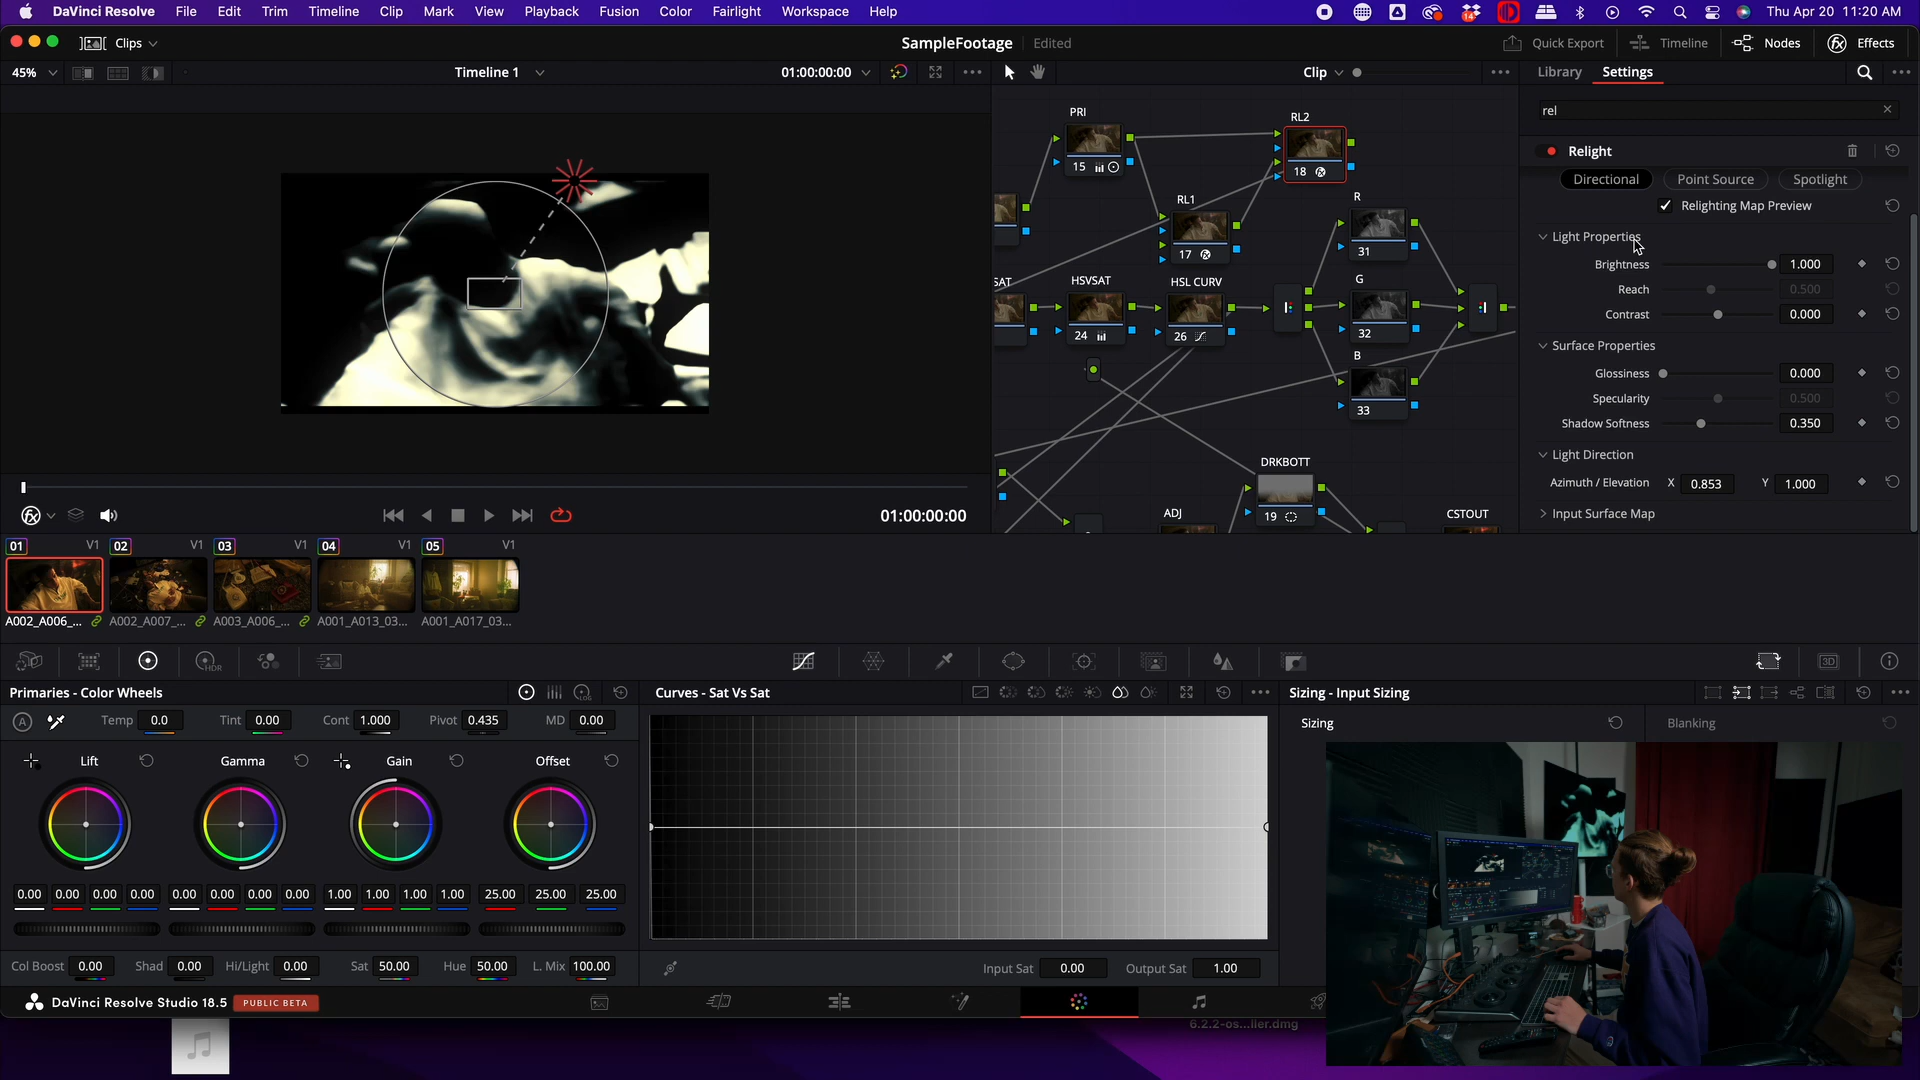 DaVinci Resolve File Edit Trim Timeline Clip Mark View Playback Fusion Color Fairlight Workspace Help
14
Thu Apr 20 11:20 AM
Clips
SampleFootage
Edited
Quick Export
Timeline
Nodes
Effects
45%
Timeline 1
01:00:00:00
Clip
Library
Settings
rel
Relight
Directional
Point Source
Spotlight
Relighting Map Preview
Light Properties
Brightness 1.000
Reach 0.500
Contrast 0.000
Surface Properties
Glossiness 0.000
Specularity 0.500
Shadow Softness 0.350
Light Direction
Azimuth / Elevation X 0.853 Y 1.000
Input Surface Map
PRI
15
RL2
18
RL1
17
R
31
SAT
HSVSAT
24
HSL CURV
26
G
32
B
33
DRKBOTT
19
ADJ
CSTOUT
01:00:00:00
01 V1 02 V1 03 V1 04 V1 05 V1
A002_A006_... A002_A007_... A003_A006_... A001_A013_03... A001_A017_03...
HDR
3D
Primaries - Color Wheels
LOG
Curves - Sat Vs Sat
Sizing - Input Sizing
A
Temp 0.0 Tint 0.00 Cont 1.000 Pivot 0.435 MD 0.00
Sizing
Blanking
Lift Gamma Gain Offset
0.00 0.00 0.00 0.00 0.00 0.00 0.00 0.00 1.00 1.00 1.00 1.00 25.00 25.00 25.00
Col Boost 0.00 Shad 0.00 Hi/Light 0.00 Sat 50.00 Hue 50.00 L. Mix 100.00
Input Sat 0.00 Output Sat 1.00
DaVinci Resolve Studio 18.5 PUBLIC BETA
6.2.2-os...lier.dmg